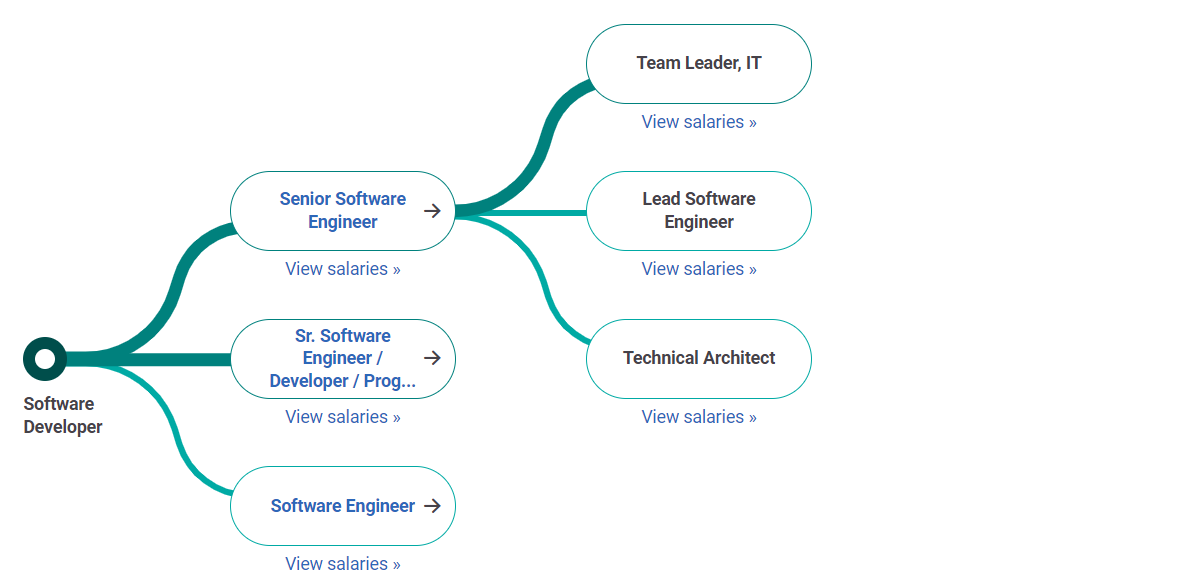 Software
Developer
Senior Software
Engineer
View salaries »
Sr. Software
Engineer /
Developer / Prog...
View salaries »
Software Engineer
View salaries »
Team Leader, IT
View salaries »
Lead Software
Engineer
View salaries »
Technical Architect
View salaries »